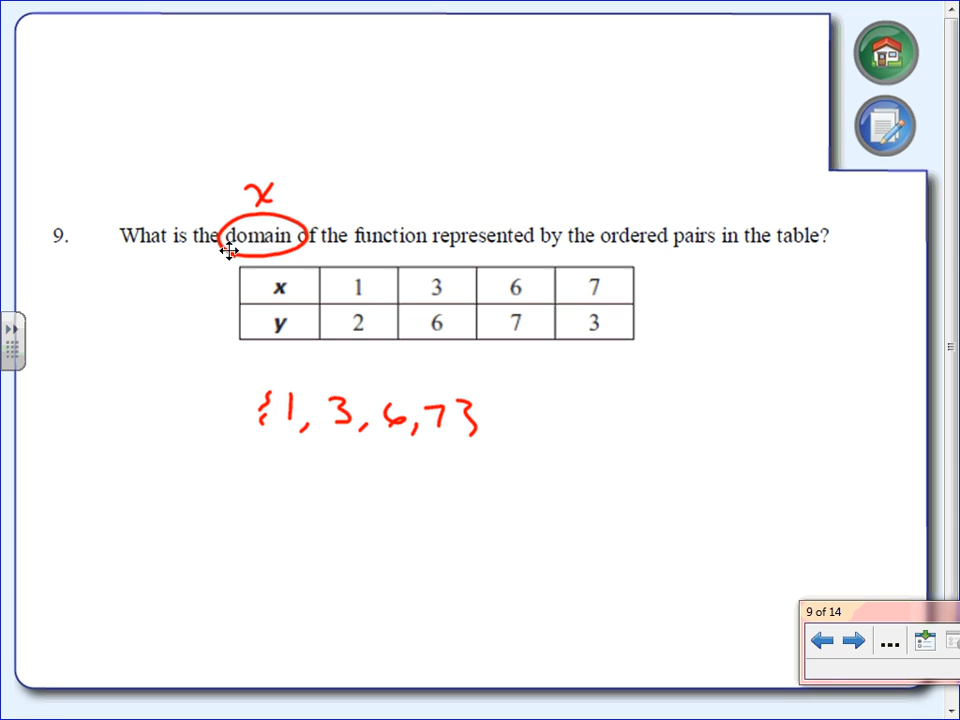 x
9. What is the domain of the function represented by the ordered pairs in the table?
x 1 3 6 7
y 2 6 7 3
{1, 3, 6, 7}
9 of 14
...